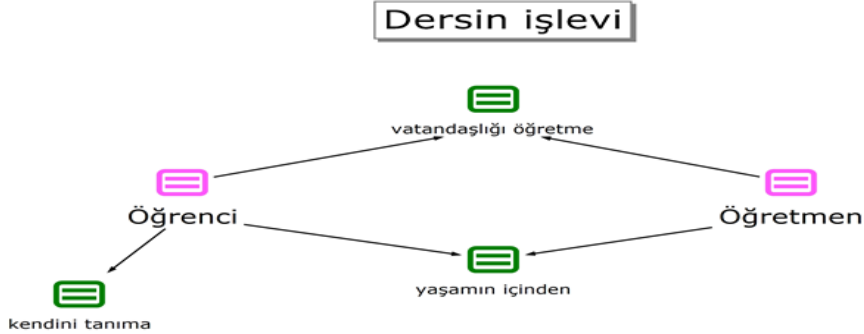 Dersin işlevi
vatandaşlığı öğretme
Öğrenci
Öğretmen
yaşamın içinden
kendini tanıma